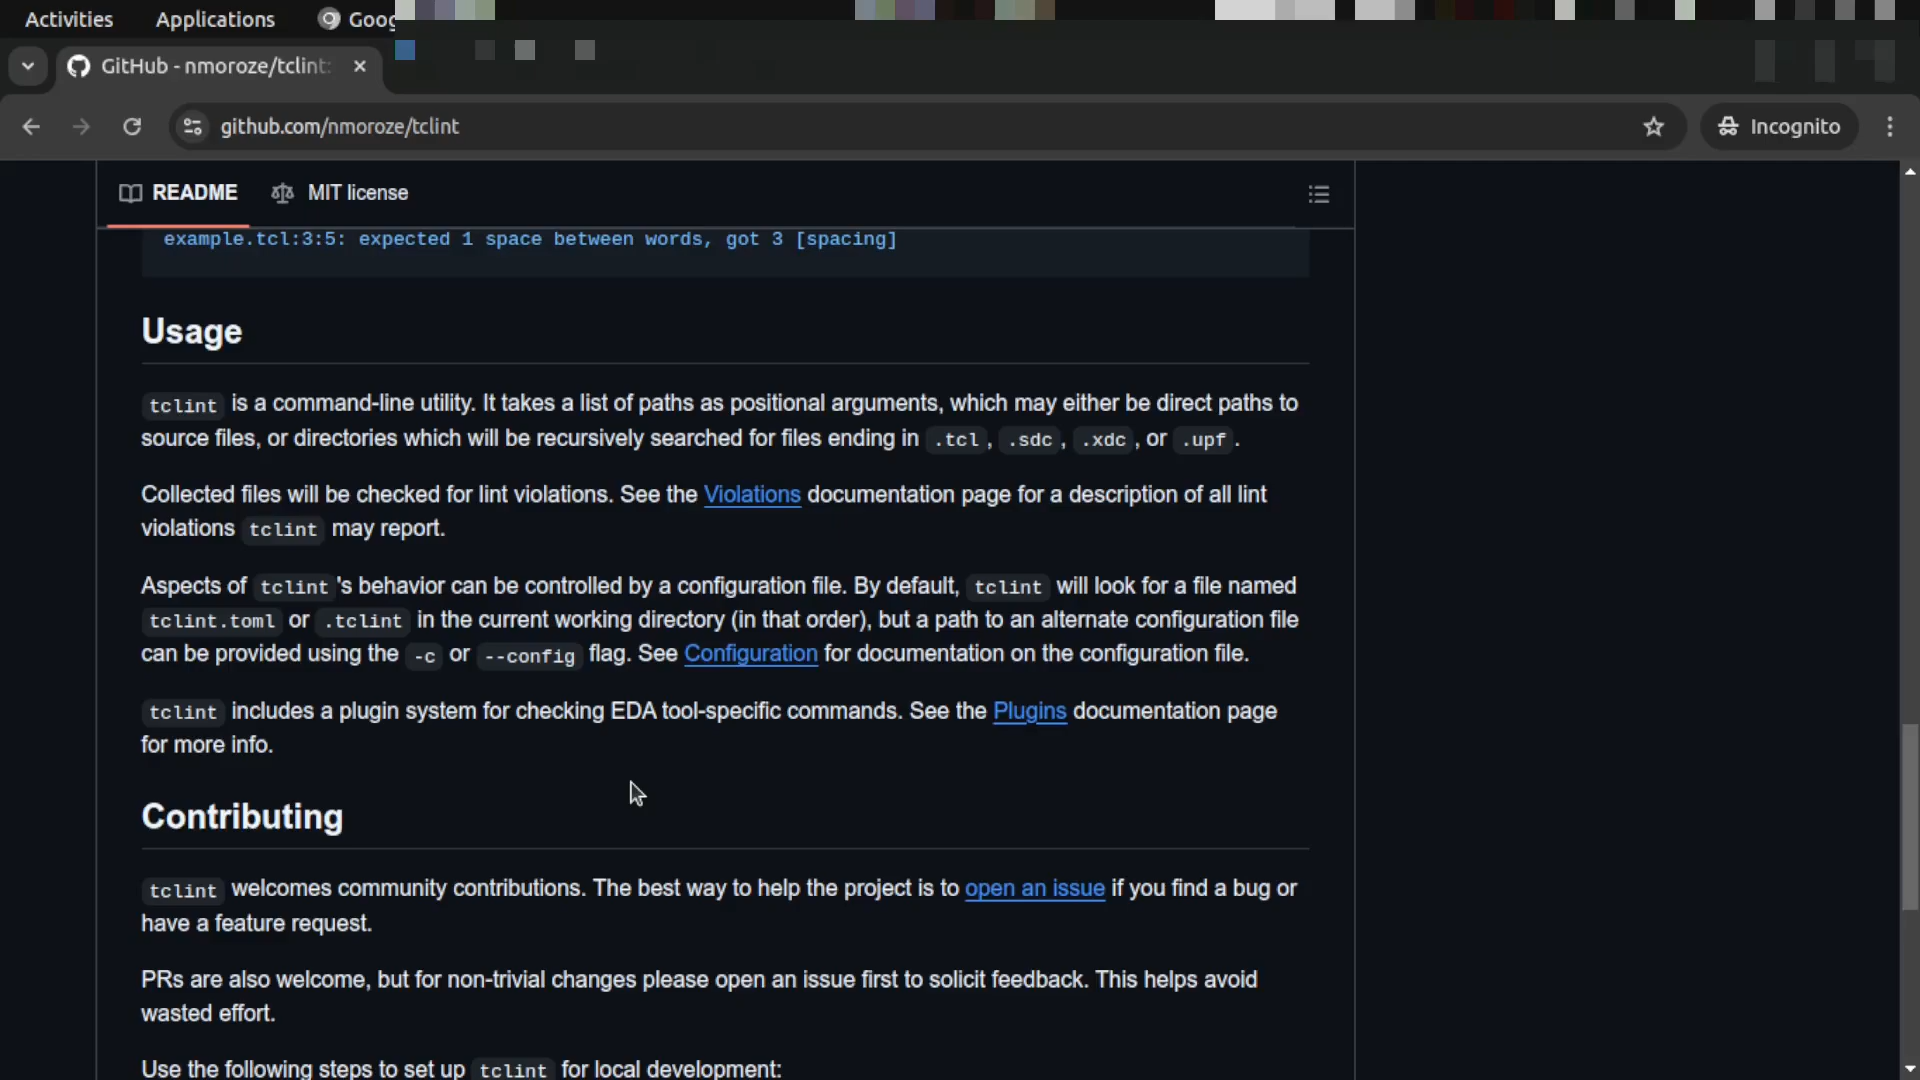 Activities Applications Goog
GitHub - nmoroze/tclint:
github.com/nmoroze/tclint Incognito
README MIT license
example.tcl:3:5: expected 1 space between words, got 3 [spacing]
Usage
tclint is a command-line utility. It takes a list of paths as positional arguments, which may either be direct paths to
source files, or directories which will be recursively searched for files ending in .tcl, .sdc, .xdc, or .upf.
Collected files will be checked for lint violations. See the Violations documentation page for a description of all lint
violations tclint may report.
Aspects of tclint's behavior can be controlled by a configuration file. By default, tclint will look for a file named
tclint.toml or .tclint in the current working directory (in that order), but a path to an alternate configuration file
can be provided using the -c or --config flag. See Configuration for documentation on the configuration file.
tclint includes a plugin system for checking EDA tool-specific commands. See the Plugins documentation page
for more info.
Contributing
tclint welcomes community contributions. The best way to help the project is to open an issue if you find a bug or
have a feature request.
PRs are also welcome, but for non-trivial changes please open an issue first to solicit feedback. This helps avoid
wasted effort.
Use the following steps to set up tclint for local development: